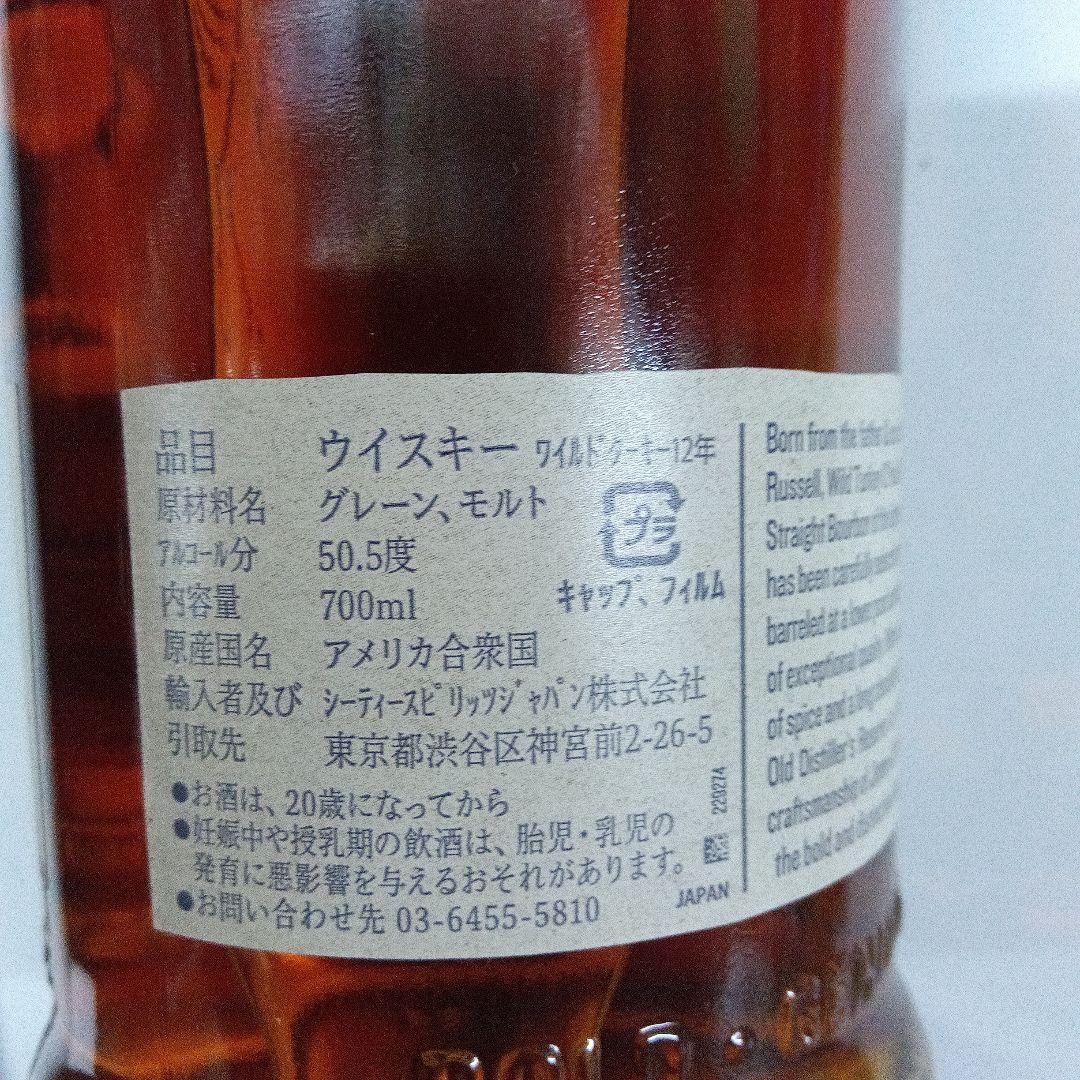 品目 ウイスキー ワイルドターキー12年
原材料名 グレーン、モルト
プラ
アルコール分 50.5度
キャップ、フィルム
内容量 700ml
原産国名 アメリカ合衆国
輸入者及び シーティースピリッツジャパン株式会社
引取先 東京都渋谷区神宮前2-26-5
●お酒は、20歳になってから
●妊娠中や授乳期の飲酒は、胎児・乳児の
発育に悪影響を与えるおそれがあります。
●お問い合わせ先 03-6455-5810
220274
JAPAN
Born from the
Russell, Wild
Straight Bourbon
has been carefully
barreled at a
of exceptional
of spice and a
Old Distiller's
craftsmanship of
the bold and